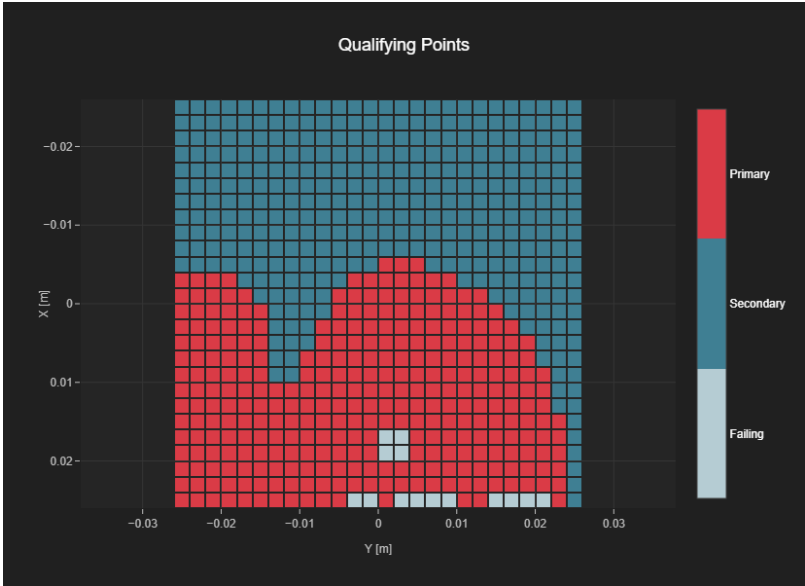 Qualifying Points
−0.02
−0.01
0
0.01
0.02
X [m]
−0.03
−0.02
−0.01
0
0.01
0.02
0.03
Y [m]
Primary
Secondary
Failing